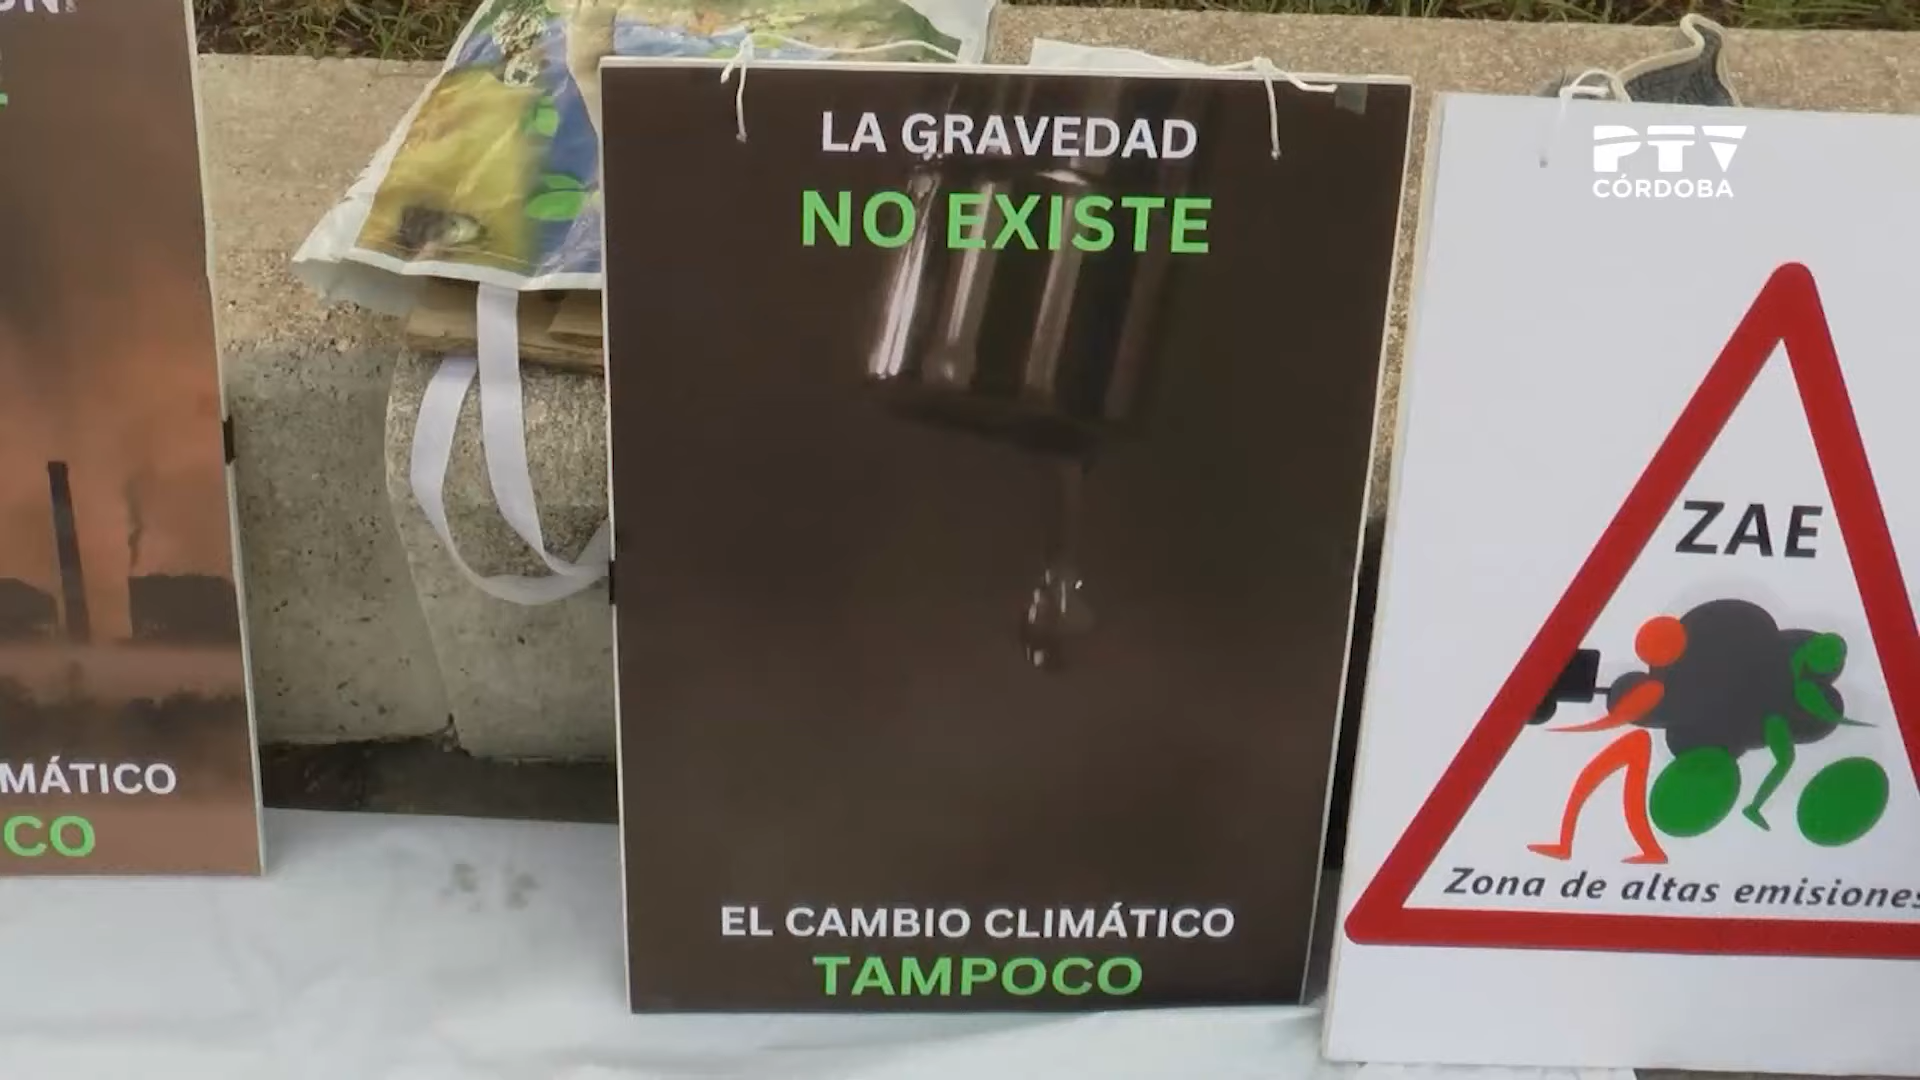 MÁTICO
CO
LA GRAVEDAD
NO EXISTE
EL CAMBIO CLIMÁTICO
TAMPOCO
PTV
CÓRDOBA
ZAE
Zona de altas emisiones